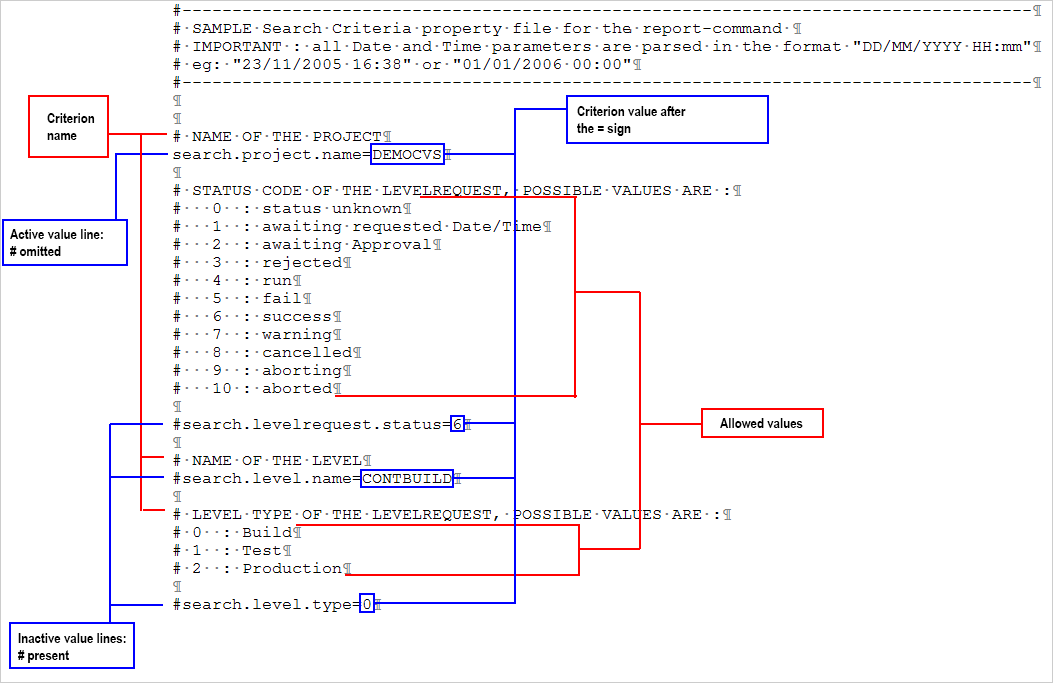 #-------------------------------------------------------------------------------------¶
#·SAMPLE·Search·Criteria·property·file·for·the·report-command·¶
#·IMPORTANT·:·all·Date·and·Time·parameters·are·parsed·in·the·format·"DD/MM/YYYY·HH:mm"¶
#·eg:·"23/11/2005·16:38"·or·"01/01/2006·00:00"¶
#-------------------------------------------------------------------------------------¶
¶
¶
#·NAME·OF·THE·PROJECT¶
search.project.name=DEMOCVS¶
¶
#·STATUS·CODE·OF·THE·LEVELREQUEST,·POSSIBLE·VALUES·ARE·:¶
#···0··:·status·unknown¶
#···1··:·awaiting·requested·Date/Time¶
#···2··:·awaiting·Approval¶
#···3··:·rejected¶
#···4··:·run¶
#···5··:·fail¶
#···6··:·success¶
#···7··:·warning¶
#···8··:·cancelled¶
#···9··:·aborting¶
#···10·:·aborted¶
¶
#search.levelrequest.status=6¶
¶
#·NAME·OF·THE·LEVEL¶
#search.level.name=CONTBUILD¶
¶
#·LEVEL·TYPE·OF·THE·LEVELREQUEST,·POSSIBLE·VALUES·ARE·:¶
#·0··:·Build¶
#·1··:·Test¶
#·2··:·Production¶
¶
#search.level.type=0¶
Criterion
name
Criterion value after
the = sign
Active value line:
# omitted
Allowed values
Inactive value lines:
# present